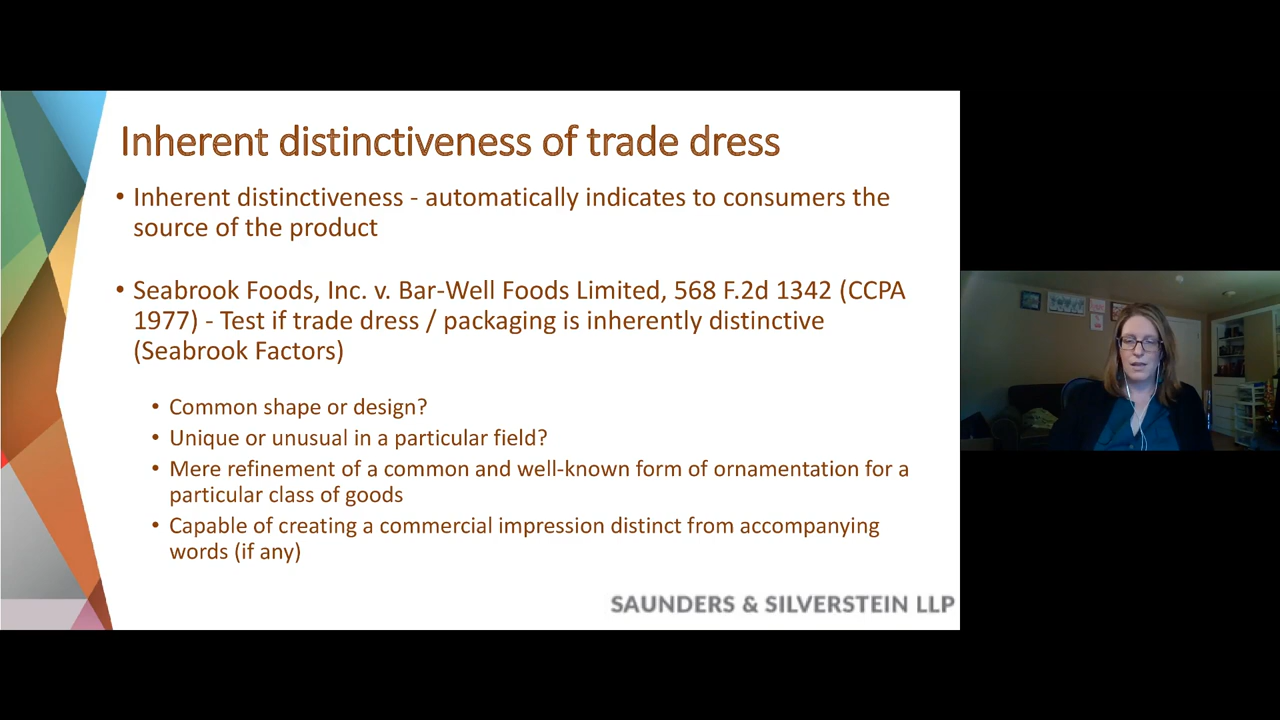 Inherent distinctiveness of trade dress
• Inherent distinctiveness - automatically indicates to consumers the
source of the product
• Seabrook Foods, Inc. v. Bar-Well Foods Limited, 568 F.2d 1342 (CCPA
1977) - Test if trade dress / packaging is inherently distinctive
(Seabrook Factors)
• Common shape or design?
• Unique or unusual in a particular field?
• Mere refinement of a common and well-known form of ornamentation for a
particular class of goods
• Capable of creating a commercial impression distinct from accompanying
words (if any)
SAUNDERS & SILVERSTEIN LLP